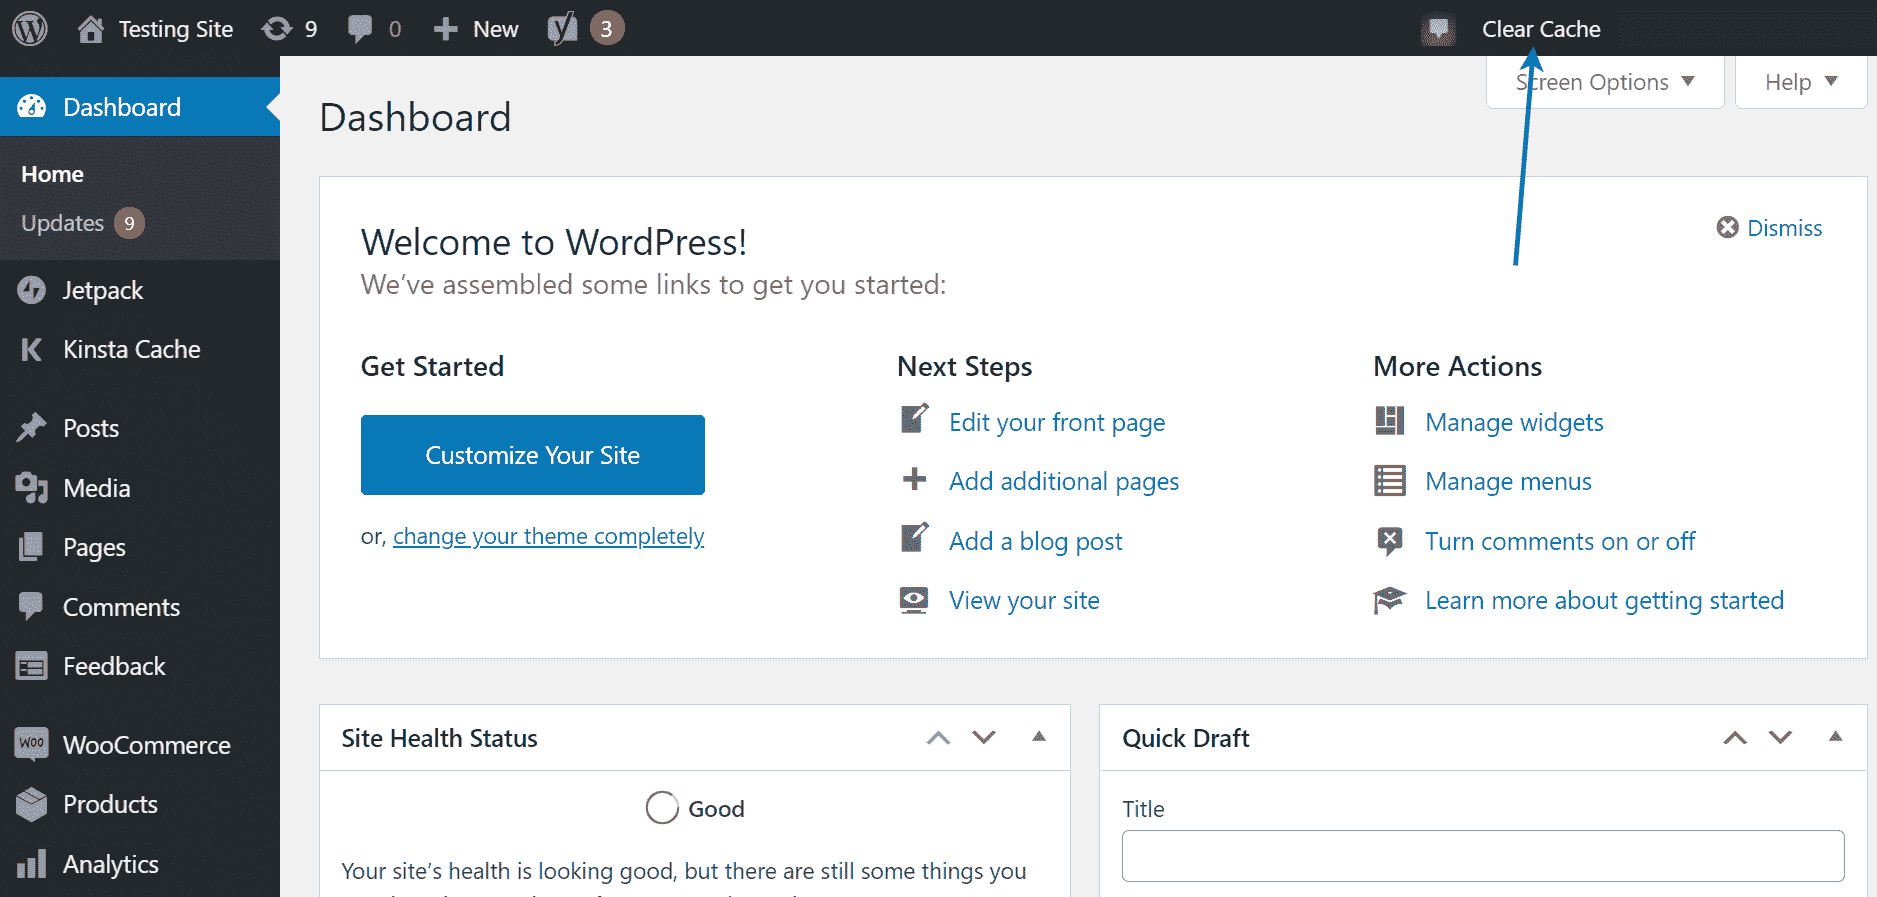 Testing Site 9 0 New 3 Clear Cache
Screen Options Help
Dashboard
Home
Updates 9
Jetpack
Kinsta Cache
Posts
Media
Pages
Comments
Feedback
WOO WooCommerce
Products
Analytics
Dashboard
Welcome to WordPress!
We’ve assembled some links to get you started:
Dismiss
Get Started
Customize Your Site
or, change your theme completely
Next Steps
Edit your front page
Add additional pages
Add a blog post
View your site
More Actions
Manage widgets
Manage menus
Turn comments on or off
Learn more about getting started
Site Health Status
Good
Your site’s health is looking good, but there are still some things you
Quick Draft
Title